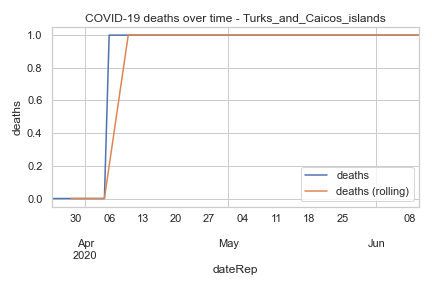 COVID-19 deaths over time - Turks_and_Caicos_islands
1.0
0.8
0.6
0.4
0.2
0.0
deaths
deaths
deaths (rolling)
30 06 13 20 27 04 11 18 25 08
Apr May Jun
2020
dateRep